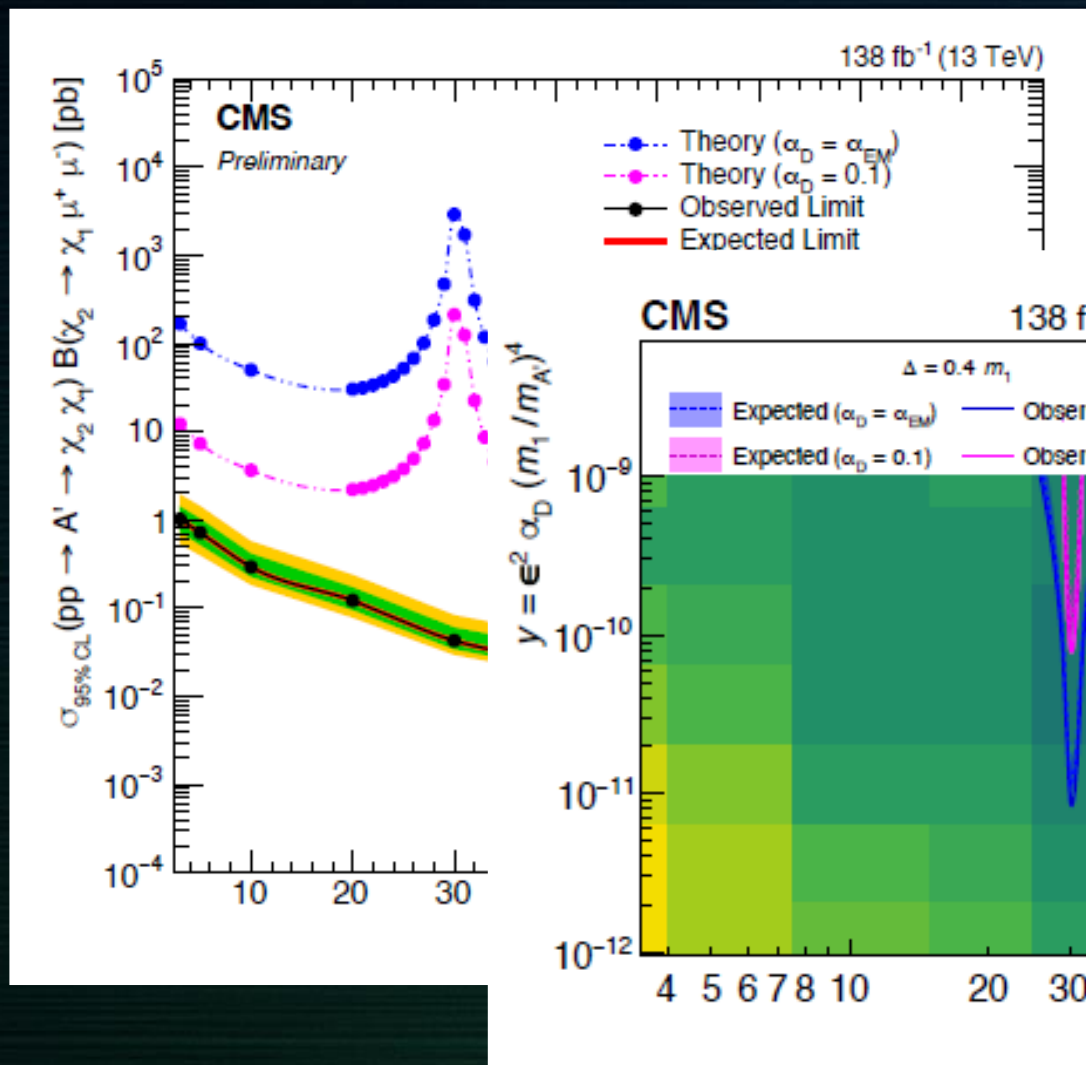 138 fb⁻¹ (13 TeV)
CMS
Preliminary
Theory (α_D = α_EM)
Theory (α_D = 0.1)
Observed Limit
Expected Limit
σ_95% CL(pp → A' → χ₂ χ₁) B(χ₂ → χ₁ μ⁺ μ⁻) [pb]
10⁵
10⁴
10³
10²
10
1
10⁻¹
10⁻²
10⁻³
10⁻⁴
10 20 30
CMS 138 f
Δ = 0.4 m₁
Expected (α_D = α_EM) Obser
Expected (α_D = 0.1) Obser
y = ϵ² α_D (m₁/m_A')⁴
10⁻⁹
10⁻¹⁰
10⁻¹¹
10⁻¹²
4 5 6 7 8 10 20 30